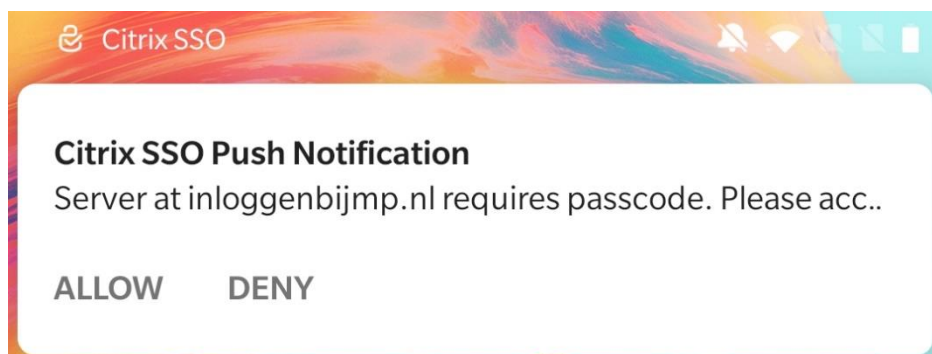 Citrix SSO
Citrix SSO Push Notification
Server at inloggenbijmp.nl requires passcode. Please acc..
ALLOW DENY